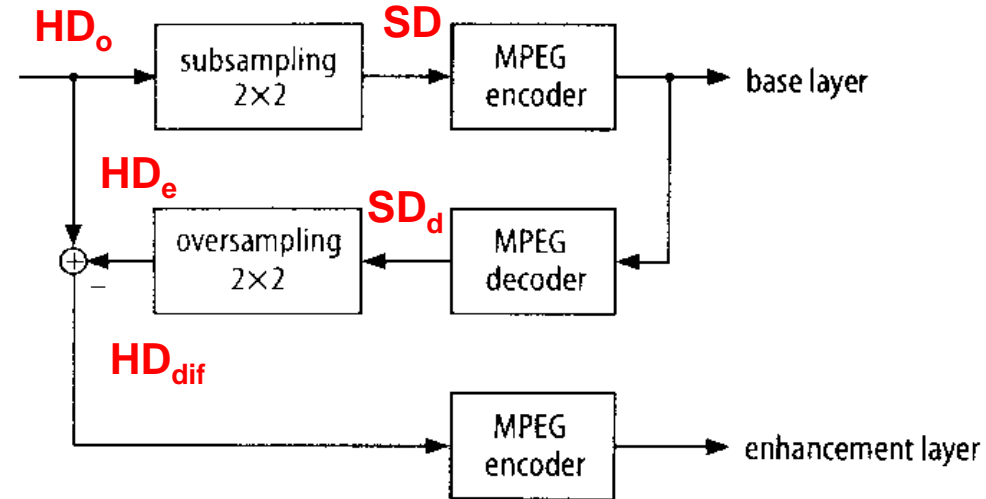 HDo
SD
subsampling
2×2
MPEG
encoder
base layer
HDe
SDd
oversampling
2×2
MPEG
decoder
−
HDdif
MPEG
encoder
enhancement layer